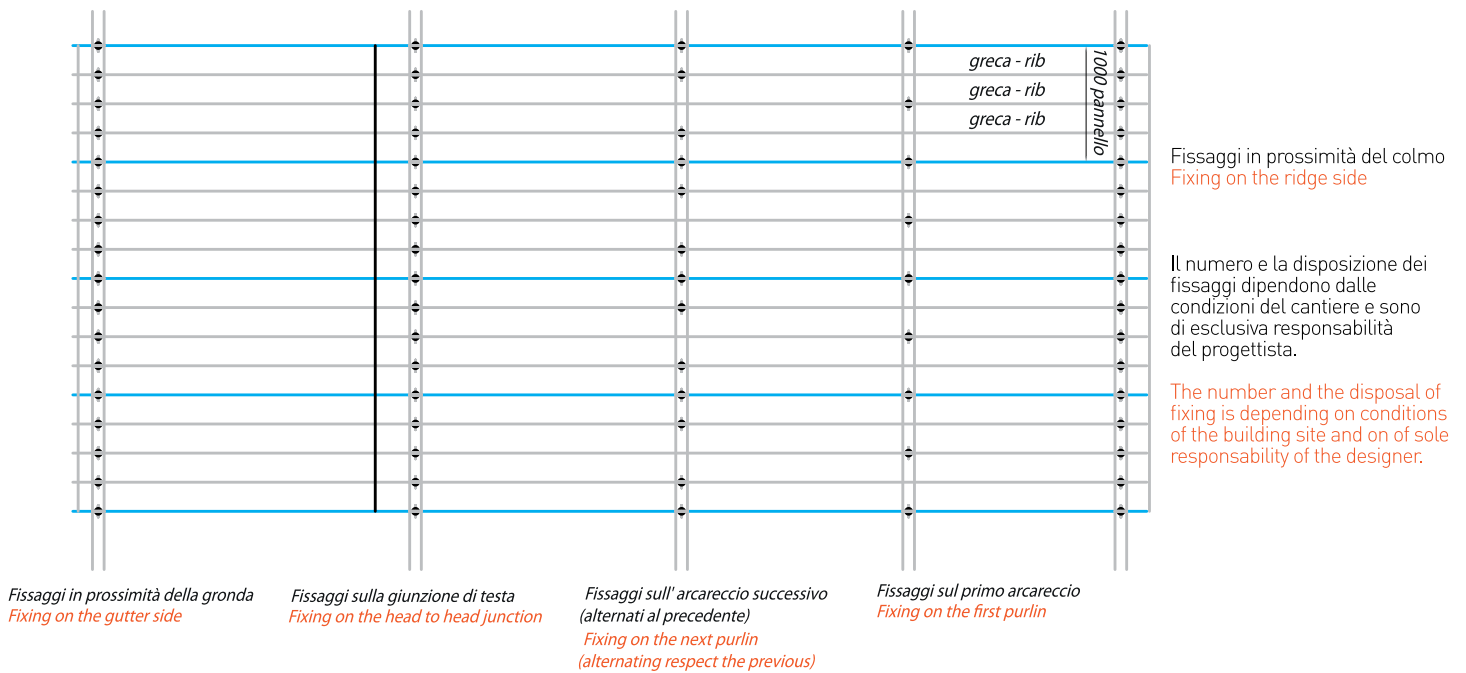 greca - rib
greca - rib
greca - rib
1000 pannello
Fissaggi in prossimità del colmo
Fixing on the ridge side
Il numero e la disposizione dei
fissaggi dipendono dalle
condizioni del cantiere e sono
di esclusiva responsabilità
del progettista.
The number and the disposal of
fixing is depending on conditions
of the building site and on of sole
responsability of the designer.
Fissaggi in prossimità della gronda
Fixing on the gutter side
Fissaggi sulla giunzione di testa
Fixing on the head to head junction
Fissaggi sull' arcareccio successivo
(alternati al precedente)
Fixing on the next purlin
(alternating respect the previous)
Fissaggi sul primo arcareccio
Fixing on the first purlin